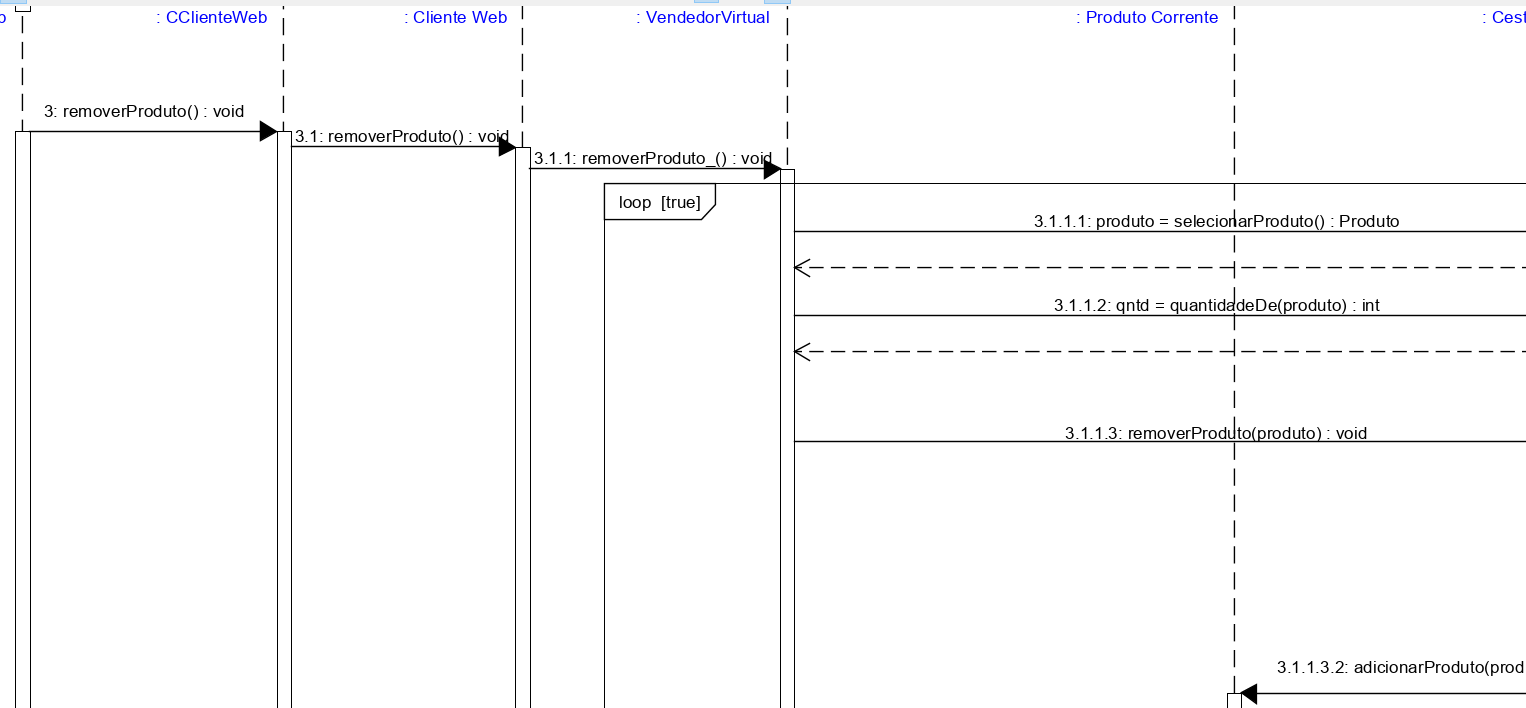 : CClienteWeb
: Cliente Web
: VendedorVirtual
: Produto Corrente
: Cest
3: removerProduto() : void
3.1: removerProduto() : void
3.1.1: removerProduto_() : void
loop [true]
3.1.1.1: produto = selecionarProduto() : Produto
3.1.1.2: qntd = quantidadeDe(produto) : int
3.1.1.3: removerProduto(produto) : void
3.1.1.3.2: adicionarProduto(prod